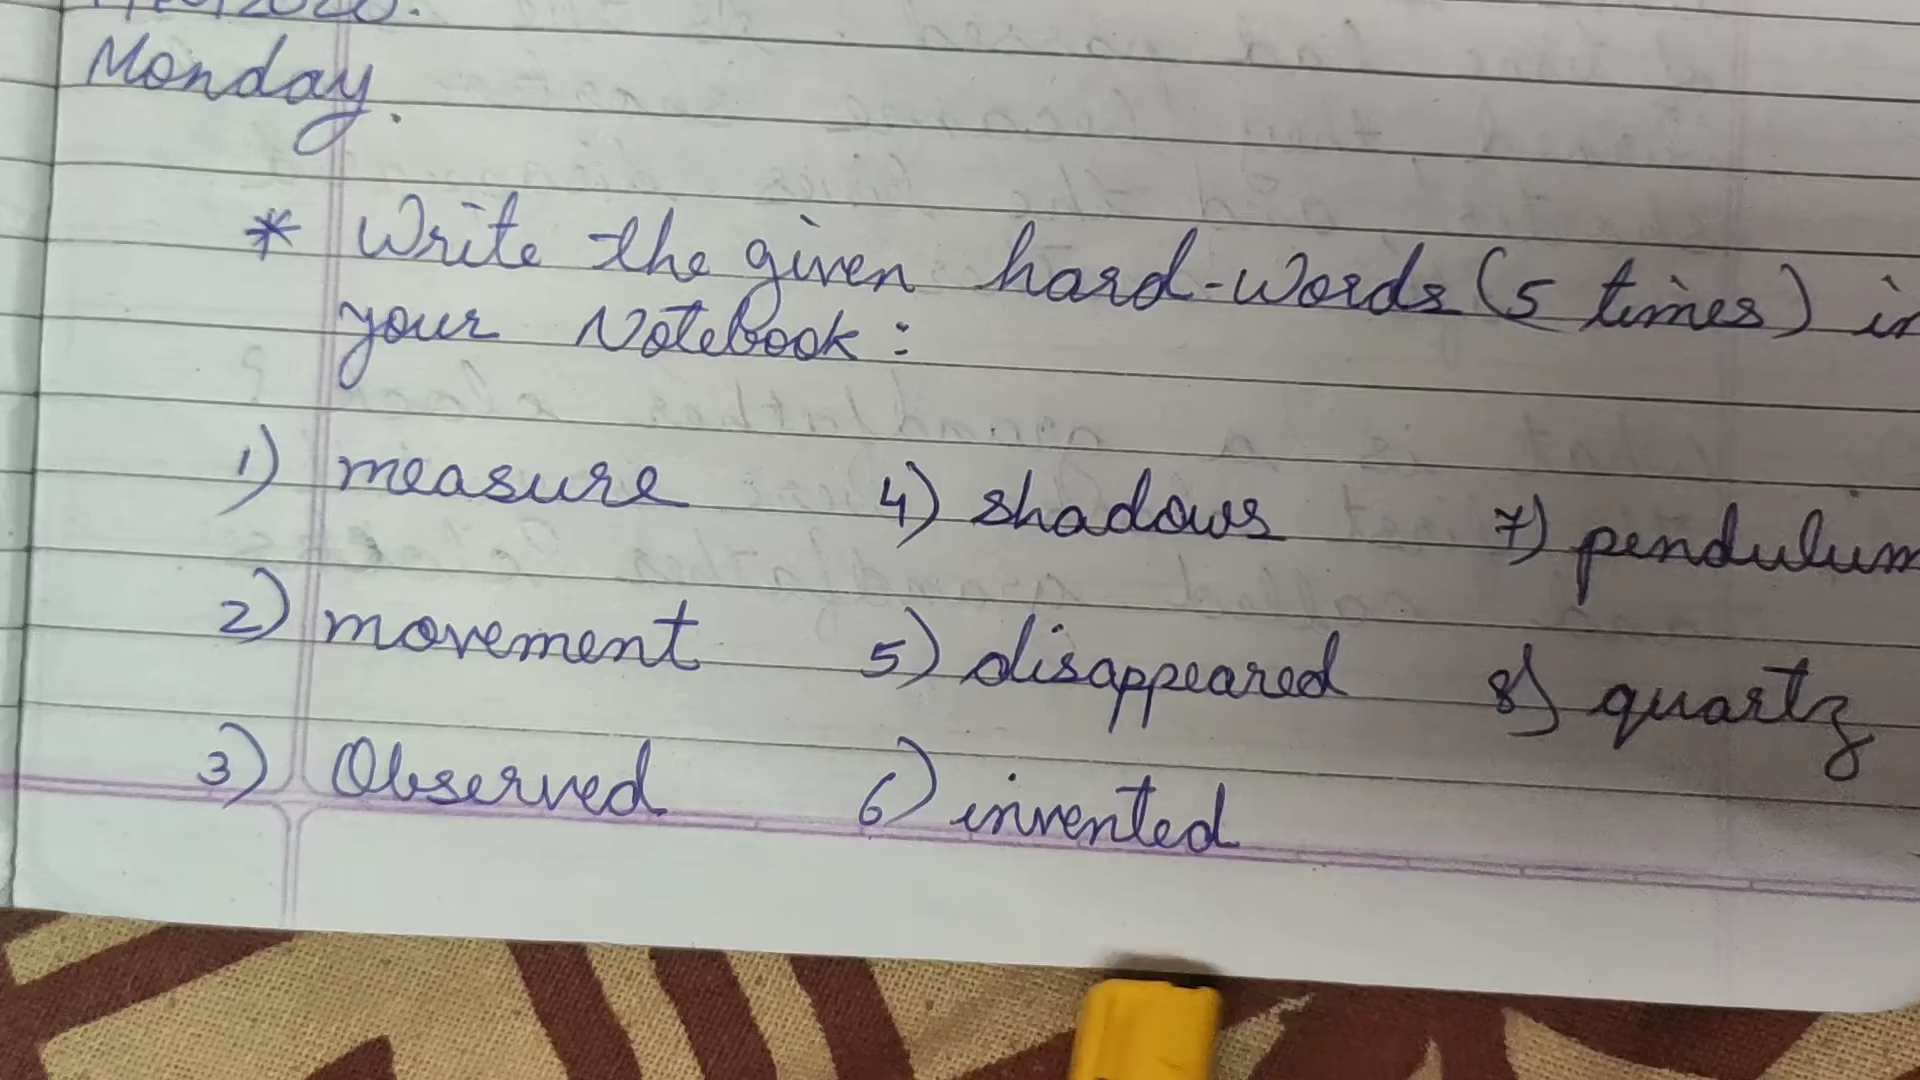 Monday.
* Write the given hard-words (5 times) in
your Notebook:
1) measure 4) shadows 7) pendulum
2) movement 5) disappeared 8) quartz
3) Observed 6) invented